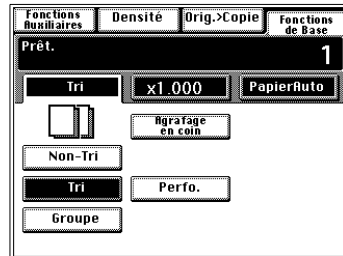 Fonctions
Auxiliaires
Densité
Orig.>Copie
Fonctions
de Base
Prêt.
1
Tri
x1.000
PapierAuto
Agrafage
en coin
Non-Tri
Tri
Perfo.
Groupe